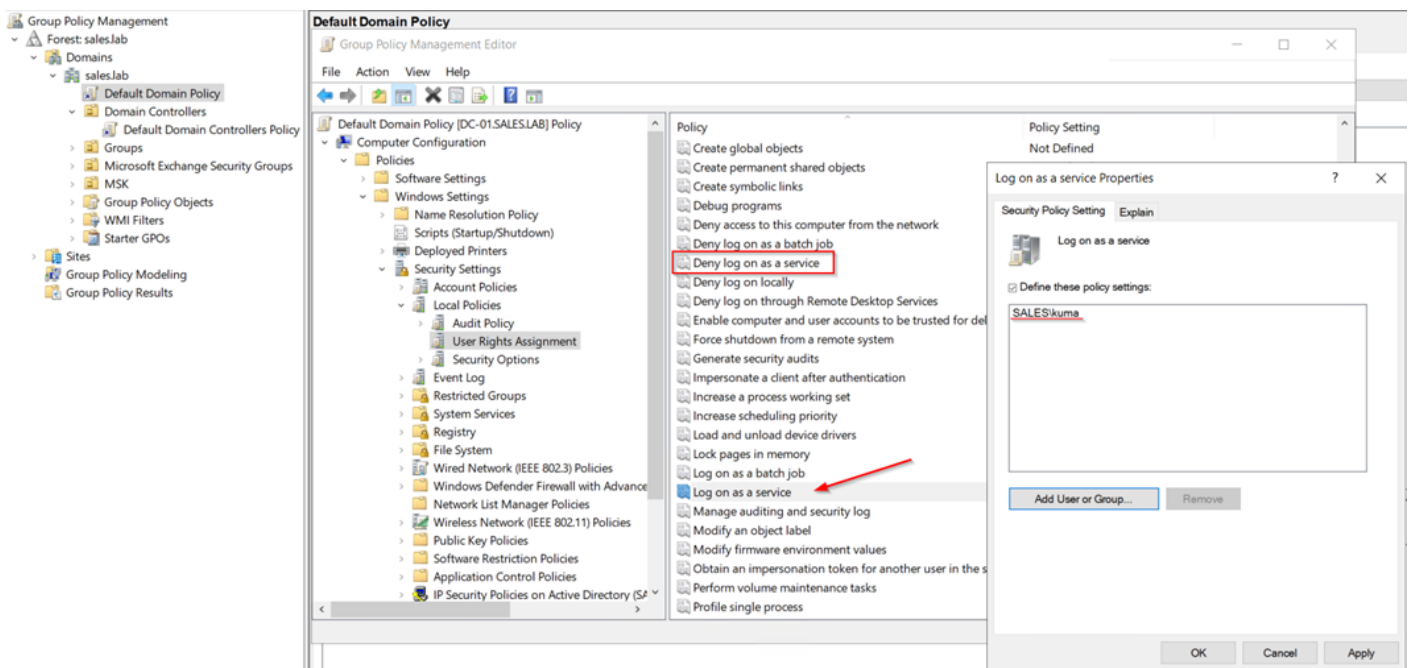 Group Policy Management
Forest: sales.lab
Domains
sales.lab
Default Domain Policy
Domain Controllers
Default Domain Controllers Policy
Groups
Microsoft Exchange Security Groups
MSK
Group Policy Objects
WMI Filters
Starter GPOs
Sites
Group Policy Modeling
Group Policy Results
Default Domain Policy
Group Policy Management Editor
File Action View Help
Default Domain Policy [DC-01.SALES.LAB] Policy
Computer Configuration
Policies
Software Settings
Windows Settings
Name Resolution Policy
Scripts (Startup/Shutdown)
Deployed Printers
Security Settings
Account Policies
Local Policies
Audit Policy
User Rights Assignment
Security Options
Event Log
Restricted Groups
System Services
Registry
File System
Wired Network (IEEE 802.3) Policies
Windows Defender Firewall with Advance
Network List Manager Policies
Wireless Network (IEEE 802.11) Policies
Public Key Policies
Software Restriction Policies
Application Control Policies
IP Security Policies on Active Directory (SA
Policy Policy Setting
Create global objects Not Defined
Create permanent shared objects
Create symbolic links
Debug programs
Deny access to this computer from the network
Deny log on as a batch job
Deny log on as a service
Deny log on locally
Deny log on through Remote Desktop Services
Enable computer and user accounts to be trusted for del
Force shutdown from a remote system
Generate security audits
Impersonate a client after authentication
Increase a process working set
Increase scheduling priority
Load and unload device drivers
Lock pages in memory
Log on as a batch job
Log on as a service
Manage auditing and security log
Modify an object label
Modify firmware environment values
Obtain an impersonation token for another user in the s
Perform volume maintenance tasks
Profile single process
Log on as a service Properties ?
Security Policy Setting Explain
Log on as a service
Define these policy settings:
SALES\kuma
Add User or Group... Remove
OK Cancel Apply